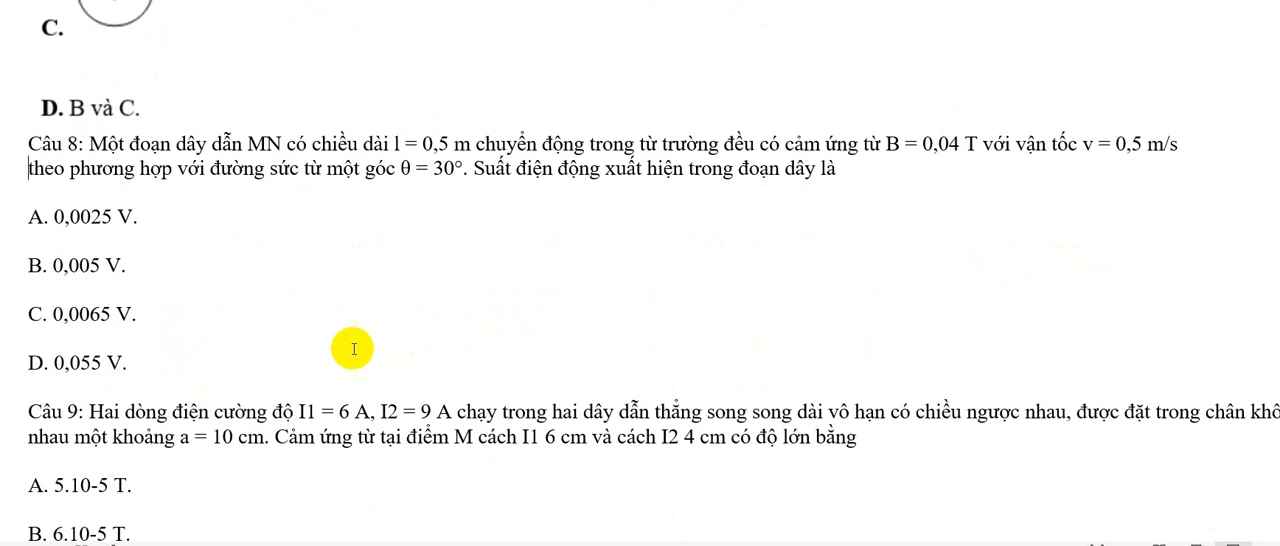 C.
D. B và C.
Câu 8: Một đoạn dây dẫn MN có chiều dài l = 0,5 m chuyển động trong từ trường đều có cảm ứng từ B = 0,04 T với vận tốc v = 0,5 m/s
theo phương hợp với đường sức từ một góc θ = 30°. Suất điện động xuất hiện trong đoạn dây là
A. 0,0025 V.
B. 0,005 V.
C. 0,0065 V.
D. 0,055 V.
Câu 9: Hai dòng điện cường độ I1 = 6 A, I2 = 9 A chạy trong hai dây dẫn thẳng song song dài vô hạn có chiều ngược nhau, được đặt trong chân khô
nhau một khoảng a = 10 cm. Cảm ứng từ tại điểm M cách I1 6 cm và cách I2 4 cm có độ lớn bằng
A. 5.10-5 T.
B. 6.10-5 T.